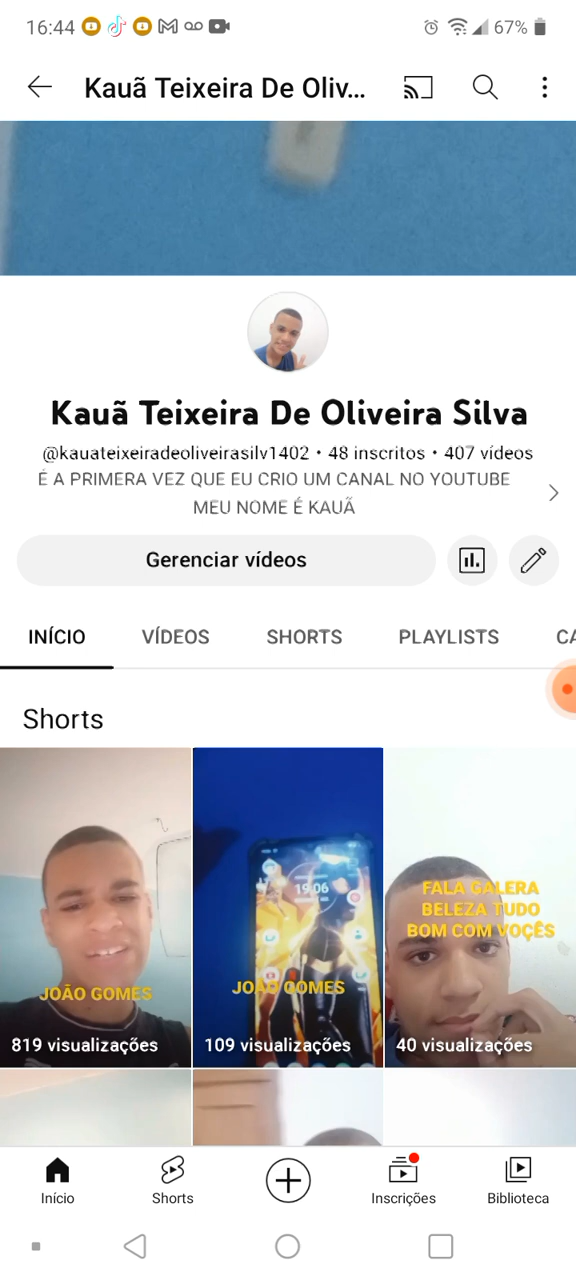 16:44
67%
Kauã Teixeira De Oliv...
Kauã Teixeira De Oliveira Silva
@kauateixeiradeoliveirasilv1402 • 48 inscritos • 407 vídeos
É A PRIMERA VEZ QUE EU CRIO UM CANAL NO YOUTUBE
MEU NOME É KAUÃ
Gerenciar vídeos
INÍCIO VÍDEOS SHORTS PLAYLISTS CA
Shorts
JOÃO GOMES
819 visualizações
19:06
JOÃO GOMES
109 visualizações
FALA GALERA
BELEZA TUDO
BOM COM VOÇÊS
40 visualizações
Início Shorts Inscrições Biblioteca